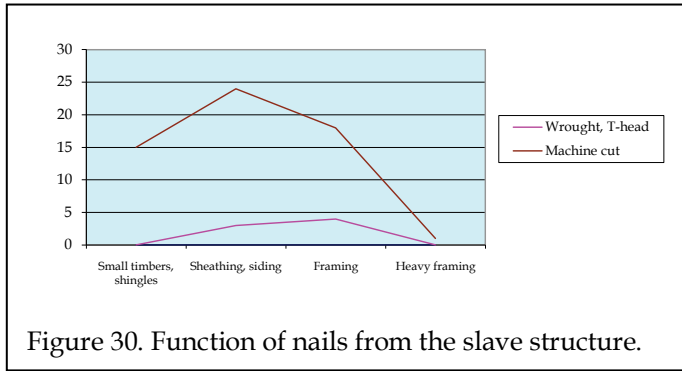 30
25
20
15
10
5
0
Small timbers,
shingles
Sheathing, siding
Framing
Heavy framing
Wrought, T-head
Machine cut
Figure 30. Function of nails from the slave structure.